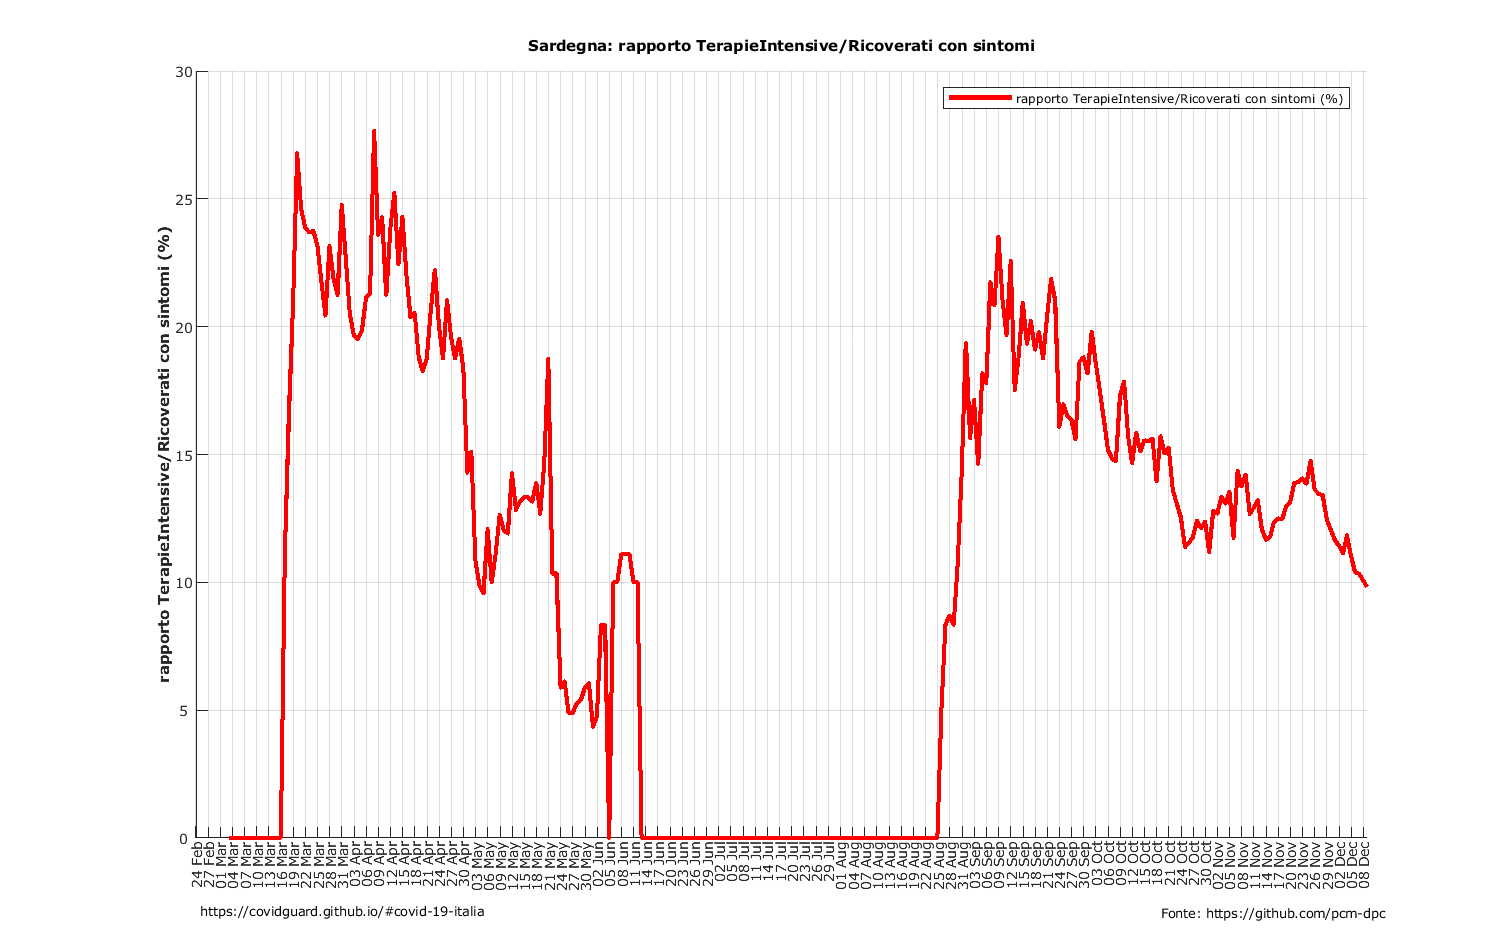 Sardegna: rapporto TerapieIntensive/Ricoverati con sintomi
rapporto TerapieIntensive/Ricoverati con sintomi (%)
rapporto TerapieIntensive/Ricoverati con sintomi (%)
30
25
20
15
10
5
0
24 Feb
27 Feb
01 Mar
04 Mar
07 Mar
10 Mar
13 Mar
16 Mar
19 Mar
22 Mar
25 Mar
28 Mar
31 Mar
03 Apr
06 Apr
09 Apr
12 Apr
15 Apr
18 Apr
21 Apr
24 Apr
27 Apr
30 Apr
03 May
06 May
09 May
12 May
15 May
18 May
21 May
24 May
27 May
30 May
02 Jun
05 Jun
08 Jun
11 Jun
14 Jun
17 Jun
20 Jun
23 Jun
26 Jun
29 Jun
02 Jul
05 Jul
08 Jul
11 Jul
14 Jul
17 Jul
20 Jul
23 Jul
26 Jul
29 Jul
01 Aug
04 Aug
07 Aug
10 Aug
13 Aug
16 Aug
19 Aug
22 Aug
25 Aug
28 Aug
31 Aug
03 Sep
06 Sep
09 Sep
12 Sep
15 Sep
18 Sep
21 Sep
24 Sep
27 Sep
30 Sep
03 Oct
06 Oct
09 Oct
12 Oct
15 Oct
18 Oct
21 Oct
24 Oct
27 Oct
30 Oct
02 Nov
05 Nov
08 Nov
11 Nov
14 Nov
17 Nov
20 Nov
23 Nov
26 Nov
29 Nov
02 Dec
05 Dec
08 Dec
https://covidguard.github.io/#covid-19-italia
Fonte: https://github.com/pcm-dpc